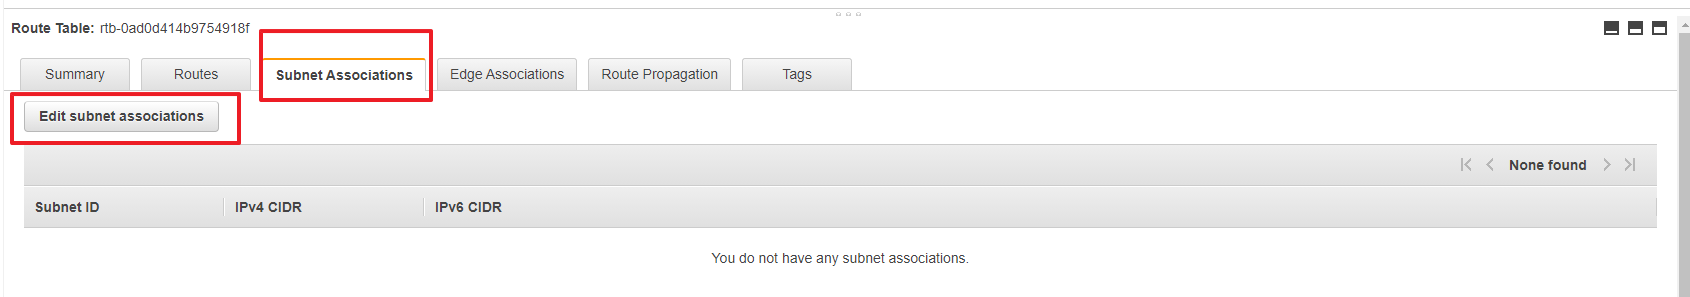 Route Table: rtb-0ad0d414b9754918f
Summary Routes Subnet Associations Edge Associations Route Propagation Tags
Edit subnet associations
None found
Subnet ID IPv4 CIDR IPv6 CIDR
You do not have any subnet associations.